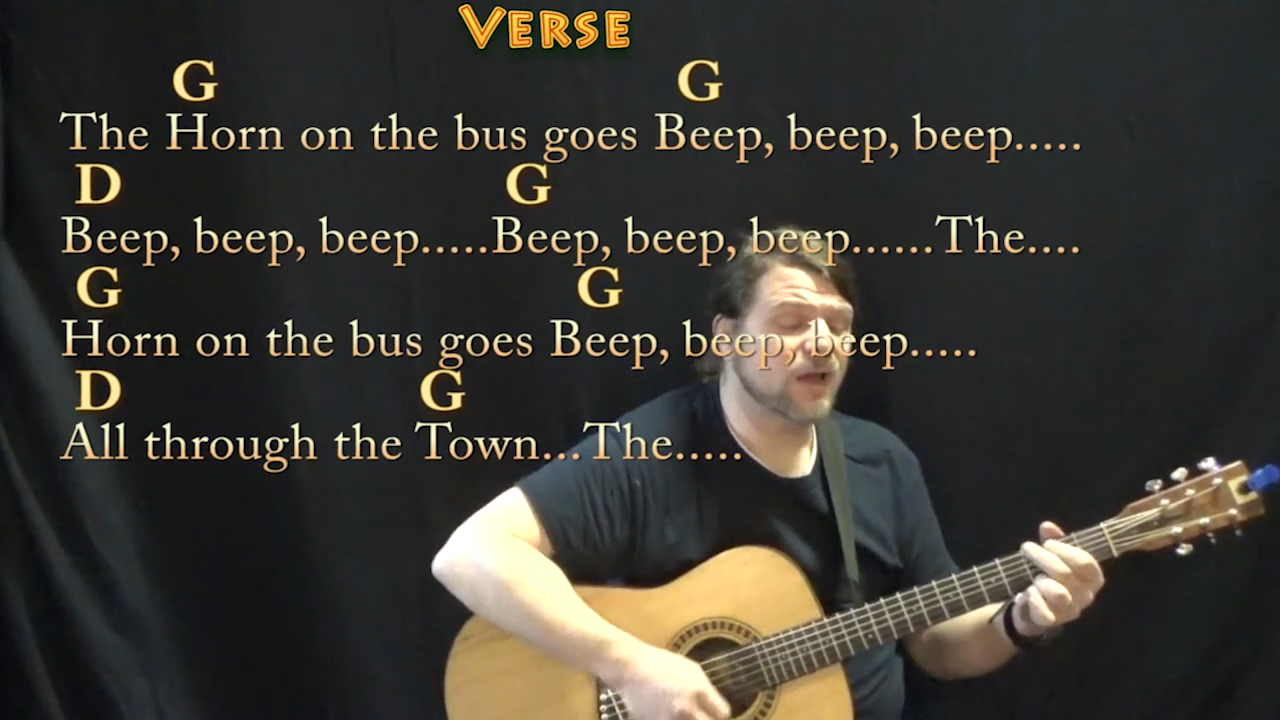 VERSE
G G
The Horn on the bus goes Beep, beep, beep.....
D G
Beep, beep, beep.....Beep, beep, beep......The....
G G
Horn on the bus goes Beep, beep, beep.....
D G
All through the Town...The.....